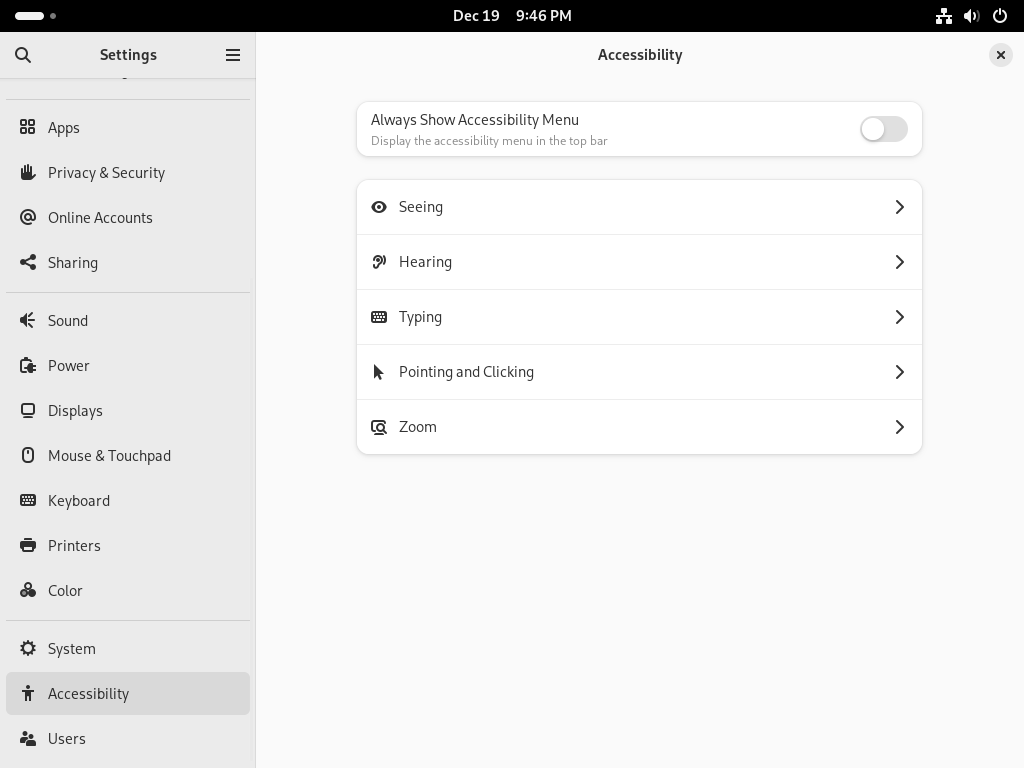 Dec 19 9:46 PM
Settings
Accessibility
Apps
Privacy & Security
Online Accounts
Sharing
Sound
Power
Displays
Mouse & Touchpad
Keyboard
Printers
Color
System
Accessibility
Users
Always Show Accessibility Menu
Display the accessibility menu in the top bar
Seeing
Hearing
Typing
Pointing and Clicking
Zoom